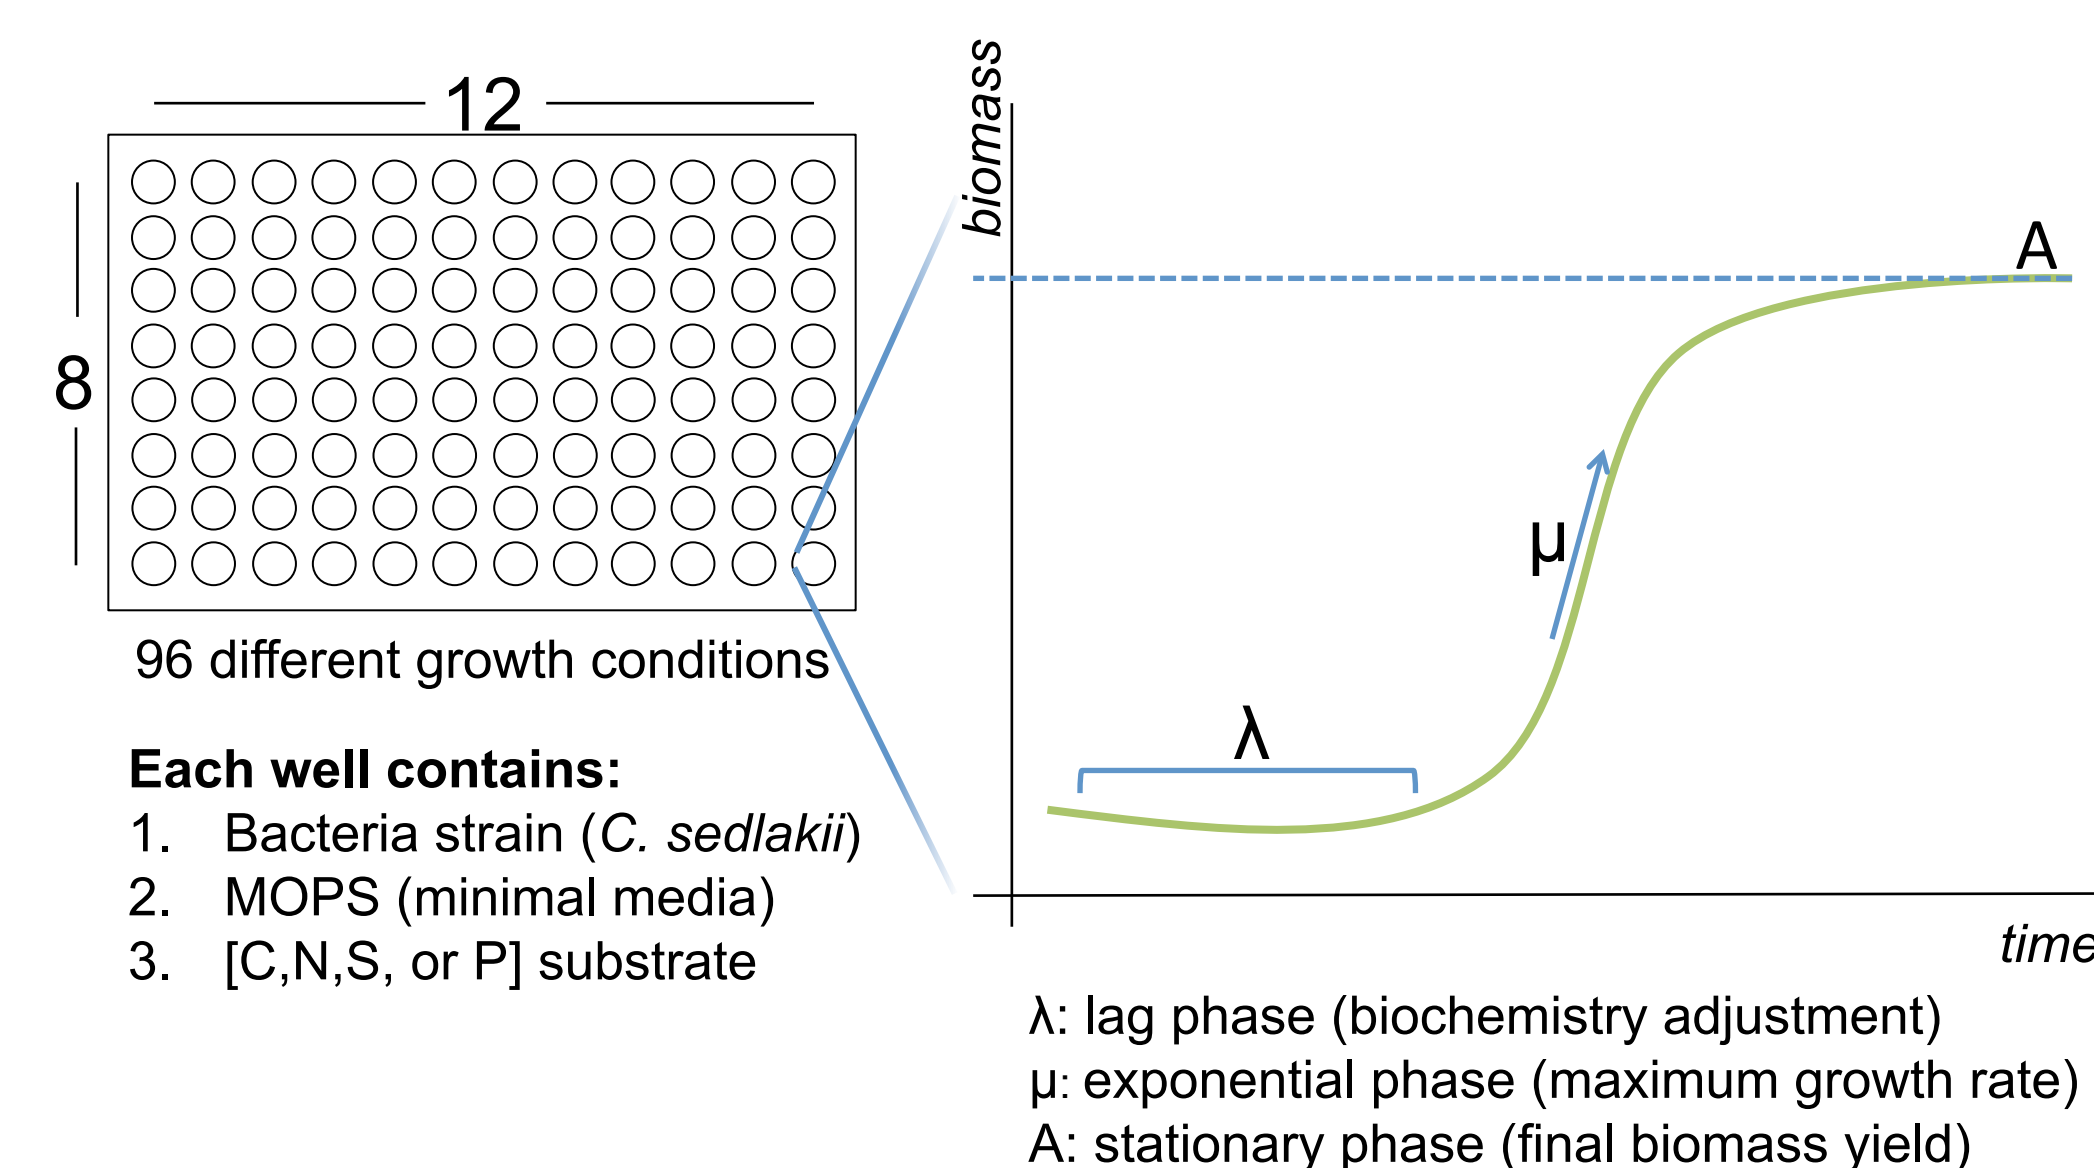 12
8
96 different growth conditions
Each well contains:
1. Bacteria strain (C. sedlakii)
2. MOPS (minimal media)
3. [C,N,S, or P] substrate
biomass
A
μ
λ
time
λ: lag phase (biochemistry adjustment)
μ: exponential phase (maximum growth rate)
A: stationary phase (final biomass yield)